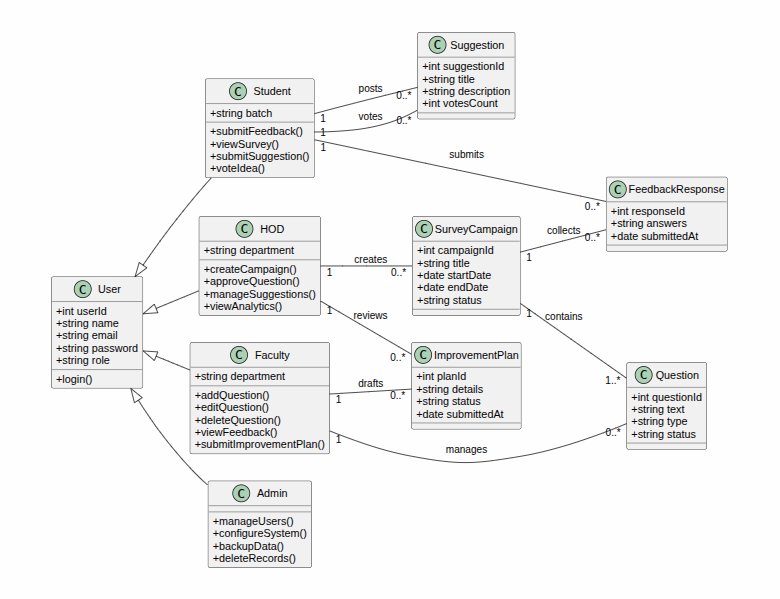 C Suggestion
+int suggestionId
+string title
+string description
+int votesCount
C Student
+string batch
+submitFeedback()
+viewSurvey()
+submitSuggestion()
+voteIdea()
posts
1
0..*
votes
1
0..*
submits
1
0..*
C FeedbackResponse
+int responseId
+string answers
+date submittedAt
C HOD
+string department
+createCampaign()
+approveQuestion()
+manageSuggestions()
+viewAnalytics()
C SurveyCampaign
+int campaignId
+string title
+date startDate
+date endDate
+string status
collects
1
0..*
creates
1
0..*
C User
+int userId
+string name
+string email
+string password
+string role
+login()
reviews
1
0..*
contains
1
1..*
C Faculty
+string department
+addQuestion()
+editQuestion()
+deleteQuestion()
+viewFeedback()
+submitImprovementPlan()
C ImprovementPlan
+int planId
+string details
+string status
+date submittedAt
drafts
1
0..*
C Question
+int questionId
+string text
+string type
+string status
manages
1
0..*
C Admin
+manageUsers()
+configureSystem()
+backupData()
+deleteRecords()